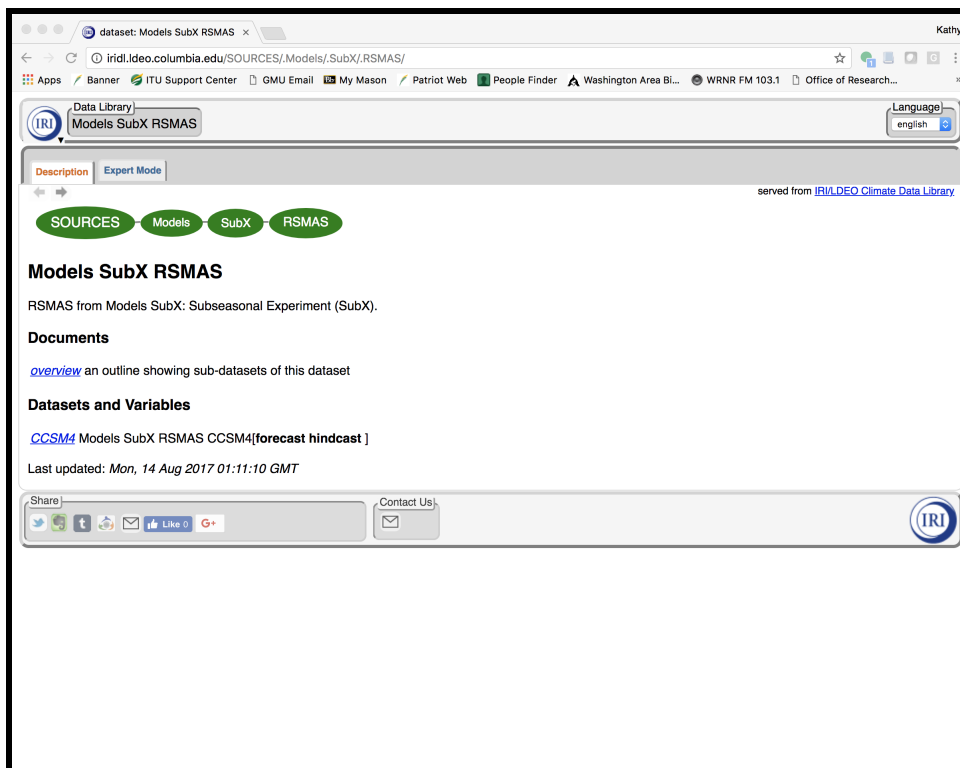 dataset: Models SubX RSMAS ×
Kathy
iridl.ldeo.columbia.edu/SOURCES/.Models/.SubX/.RSMAS/
Apps Banner ITU Support Center GMU Email My Mason Patriot Web People Finder Washington Area Bi... WRNR FM 103.1 Office of Research... »
IRI
Data Library
Models SubX RSMAS
Language
english
Description Expert Mode
served from IRI/LDEO Climate Data Library
SOURCES Models SubX RSMAS
Models SubX RSMAS
RSMAS from Models SubX: Subseasonal Experiment (SubX).
Documents
overview an outline showing sub-datasets of this dataset
Datasets and Variables
CCSM4 Models SubX RSMAS CCSM4[forecast hindcast ]
Last updated: Mon, 14 Aug 2017 01:11:10 GMT
Share
Like 0
G+
Contact Us
IRI